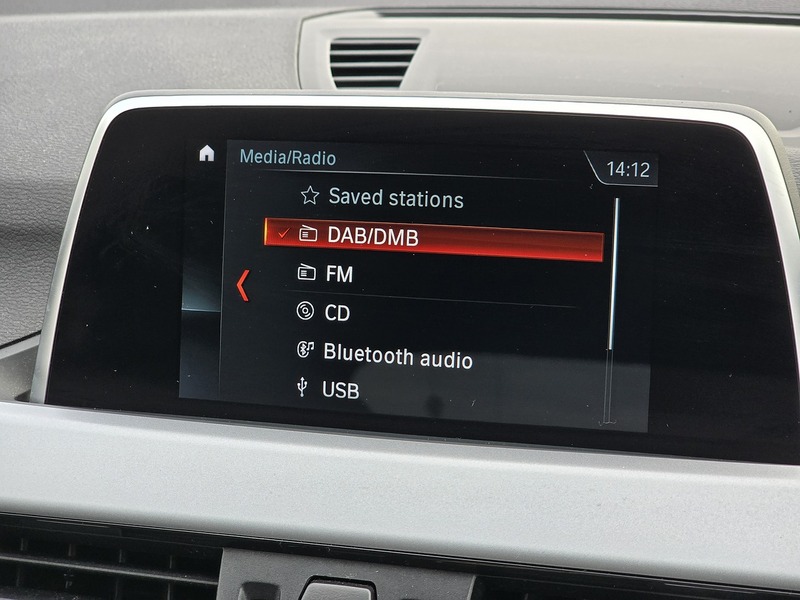 Media/Radio
14:12
Saved stations
DAB/DMB
FM
CD
Bluetooth audio
USB